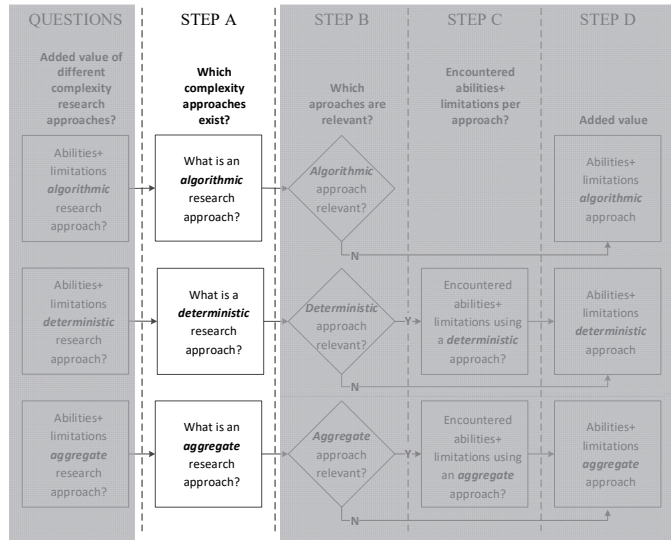 QUESTIONS
STEP A
STEP B
STEP C
STEP D
Added value of
different
complexity
research
approaches?
Which
complexity
approaches
exist?
Which
aproaches are
relevant?
Encountered
abilities+
limitations per
approach?
Added value
Abilities+
limitations
algorithmic
research
approach?
What is an
algorithmic
research
approach?
Algorithmic
approach
relevant?
N
Abilities+
limitations
algorithmic
approach
Abilities+
limitations
deterministic
research
approach?
What is a
deterministic
research
approach?
Deterministic
approach
relevant?
Y
N
Encountered
abilities+
limitations using
a deterministic
approach?
Abilities+
limitations
deterministic
approach
Abilities+
limitations
aggregate
research
approach?
What is an
aggregate
research
approach?
Aggregate
approach
relevant?
Y
N
Encountered
abilities+
limitations using
an aggregate
approach?
Abilities+
limitations
aggregate
approach